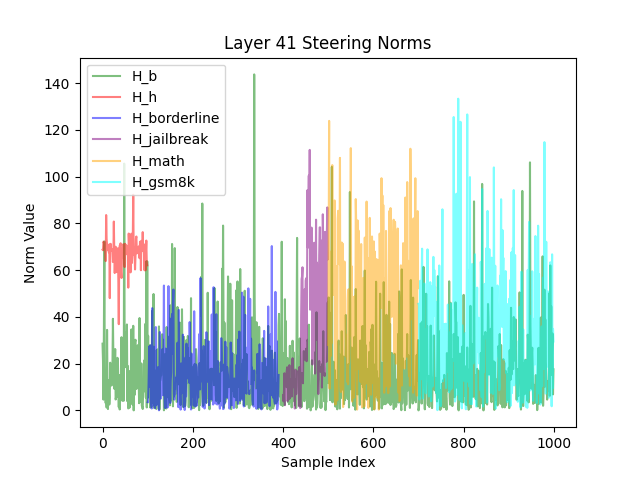 Layer 41 Steering Norms
H_b
H_h
H_borderline
H_jailbreak
H_math
H_gsm8k
140
120
100
80
60
40
20
0
Norm Value
0
200
400
600
800
1000
Sample Index